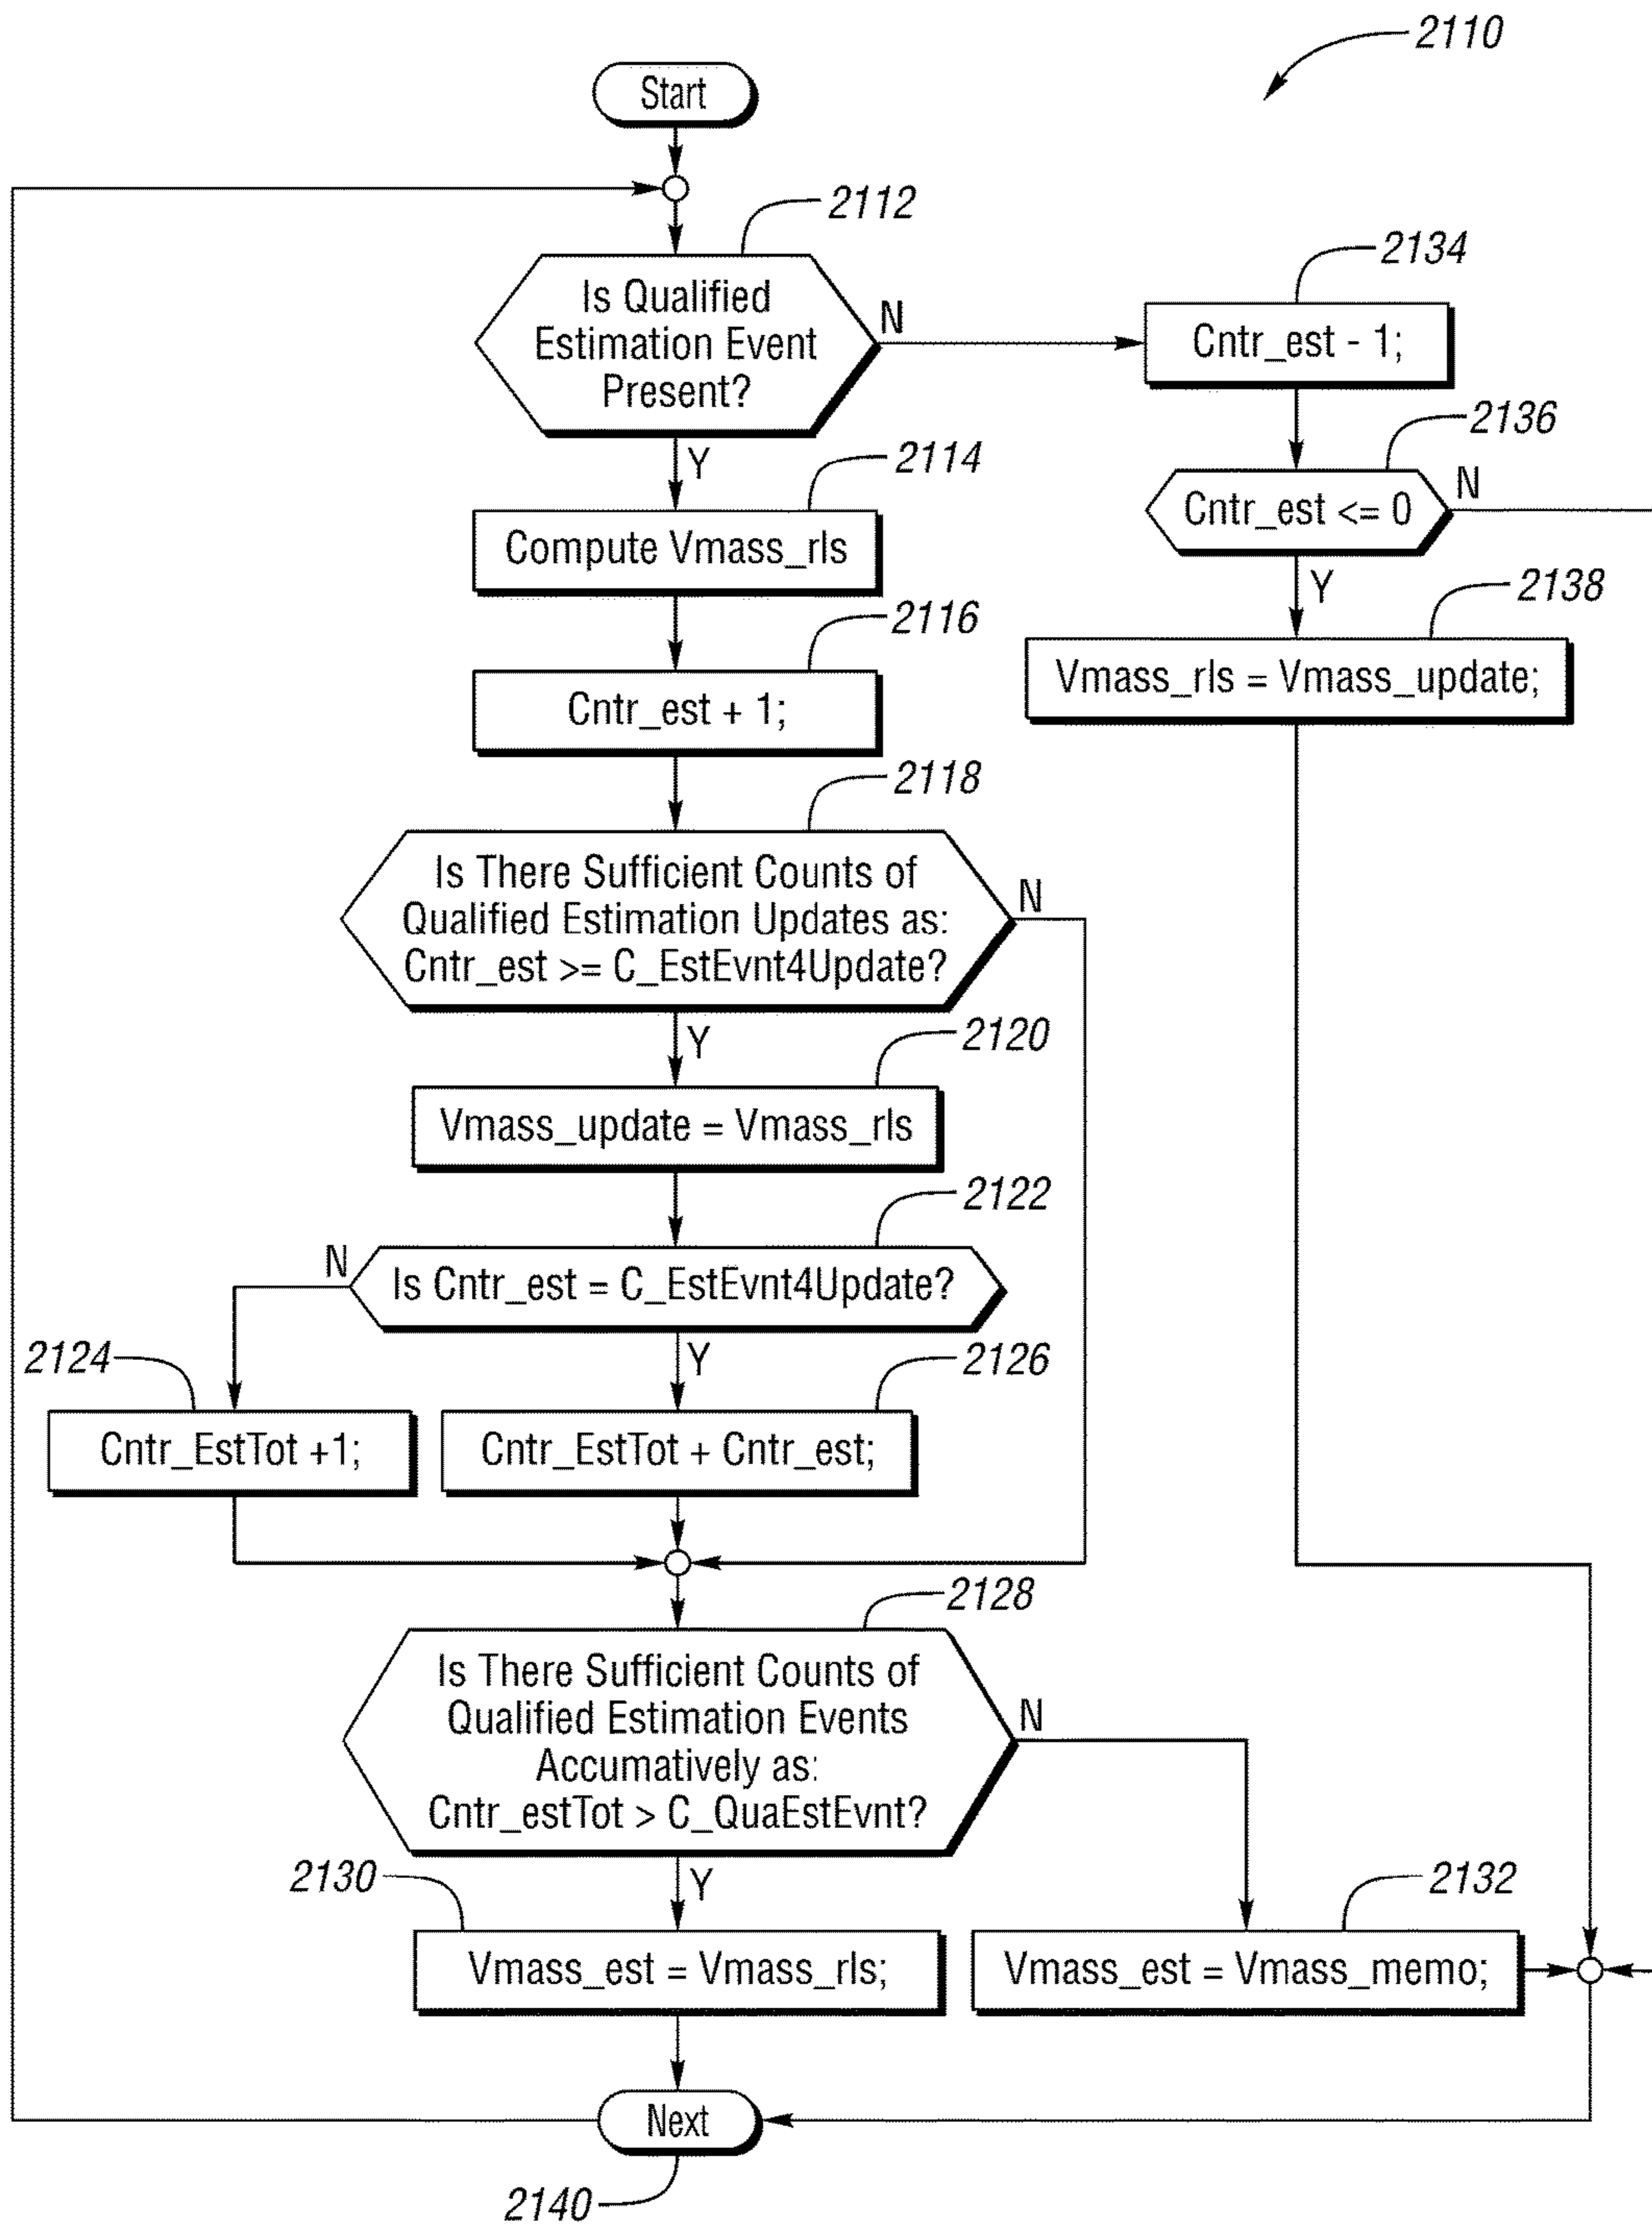 2110
Start
2112
Is Qualified
Estimation Event
Present?
N
2134
Cntr_est - 1;
2136
Cntr_est <= 0
N
Y
2114
Compute Vmass_rls
Y
2138
Vmass_rls = Vmass_update;
2116
Cntr_est + 1;
2118
Is There Sufficient Counts of
Qualified Estimation Updates as:
Cntr_est >= C_EstEvnt4Update?
N
Y
2120
Vmass_update = Vmass_rls
2122
N
Is Cntr_est = C_EstEvnt4Update?
2124
Y
2126
Cntr_EstTot +1;
Cntr_EstTot + Cntr_est;
2128
Is There Sufficient Counts of
Qualified Estimation Events
Accumatively as:
Cntr_estTot > C_QuaEstEvnt?
N
2130
Y
2132
Vmass_est = Vmass_rls;
Vmass_est = Vmass_memo;
Next
2140